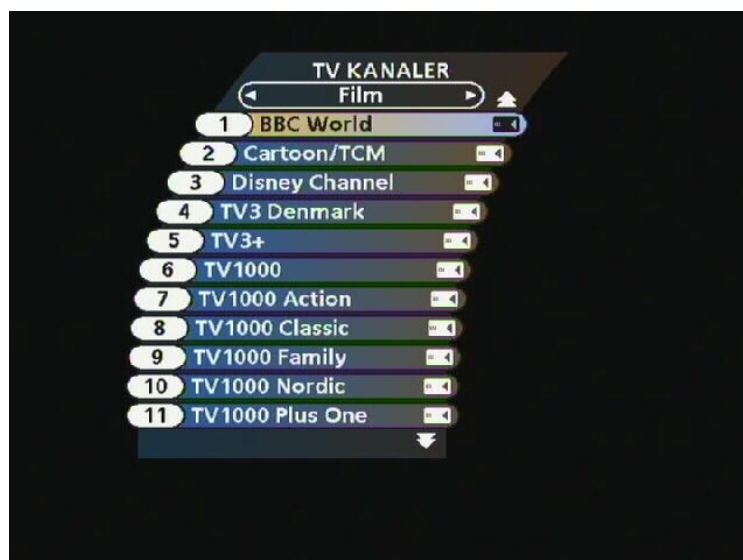 TV KANALER
Film
1 BBC World
2 Cartoon/TCM
3 Disney Channel
4 TV3 Denmark
5 TV3+
6 TV1000
7 TV1000 Action
8 TV1000 Classic
9 TV1000 Family
10 TV1000 Nordic
11 TV1000 Plus One